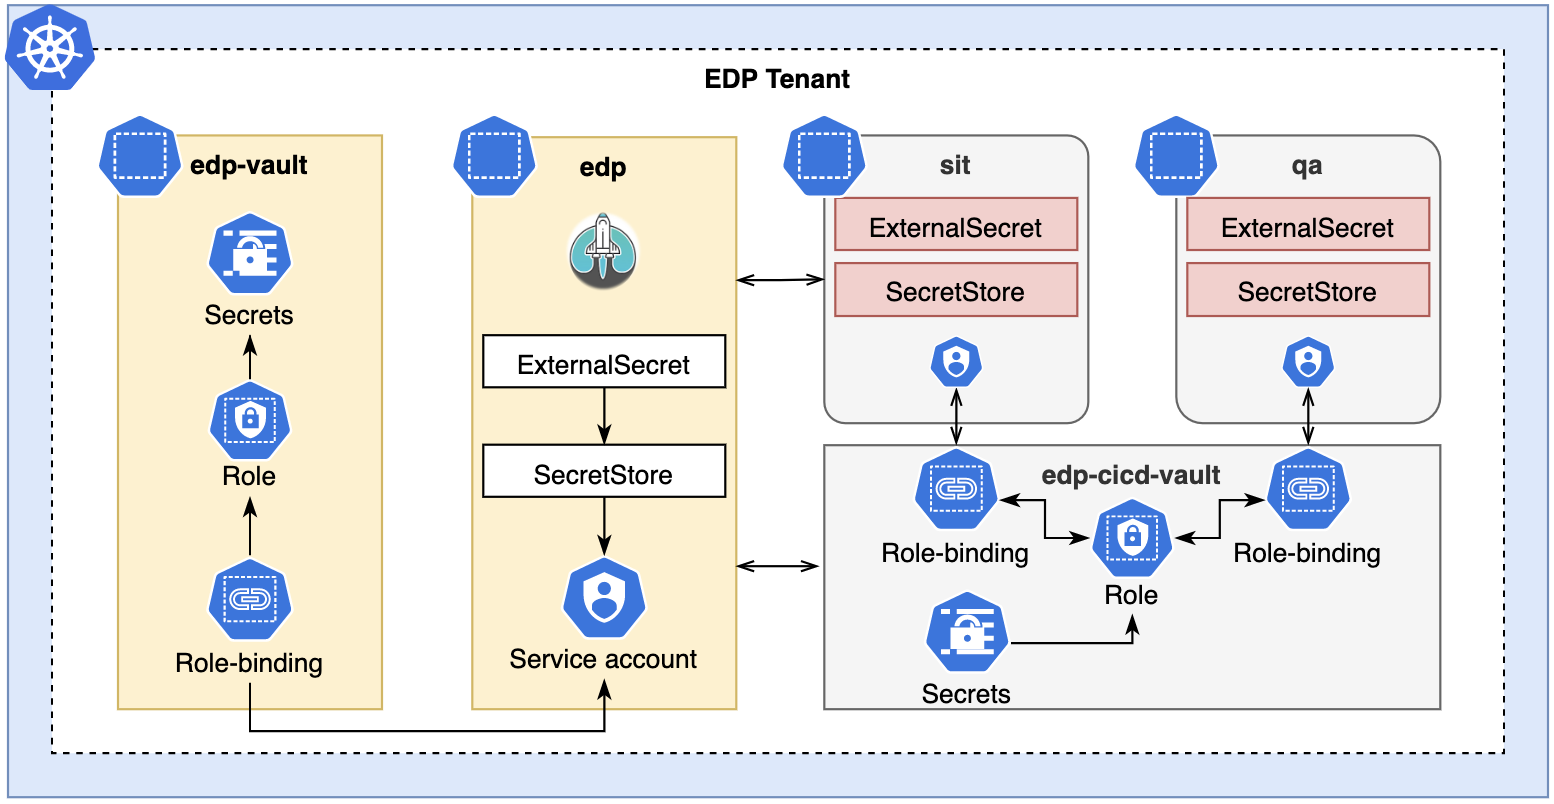 EDP Tenant
edp-vault
Secrets
Role
Role-binding
edp
ExternalSecret
SecretStore
Service account
sit
ExternalSecret
SecretStore
qa
ExternalSecret
SecretStore
edp-cicd-vault
Role-binding
Role-binding
Role
Secrets